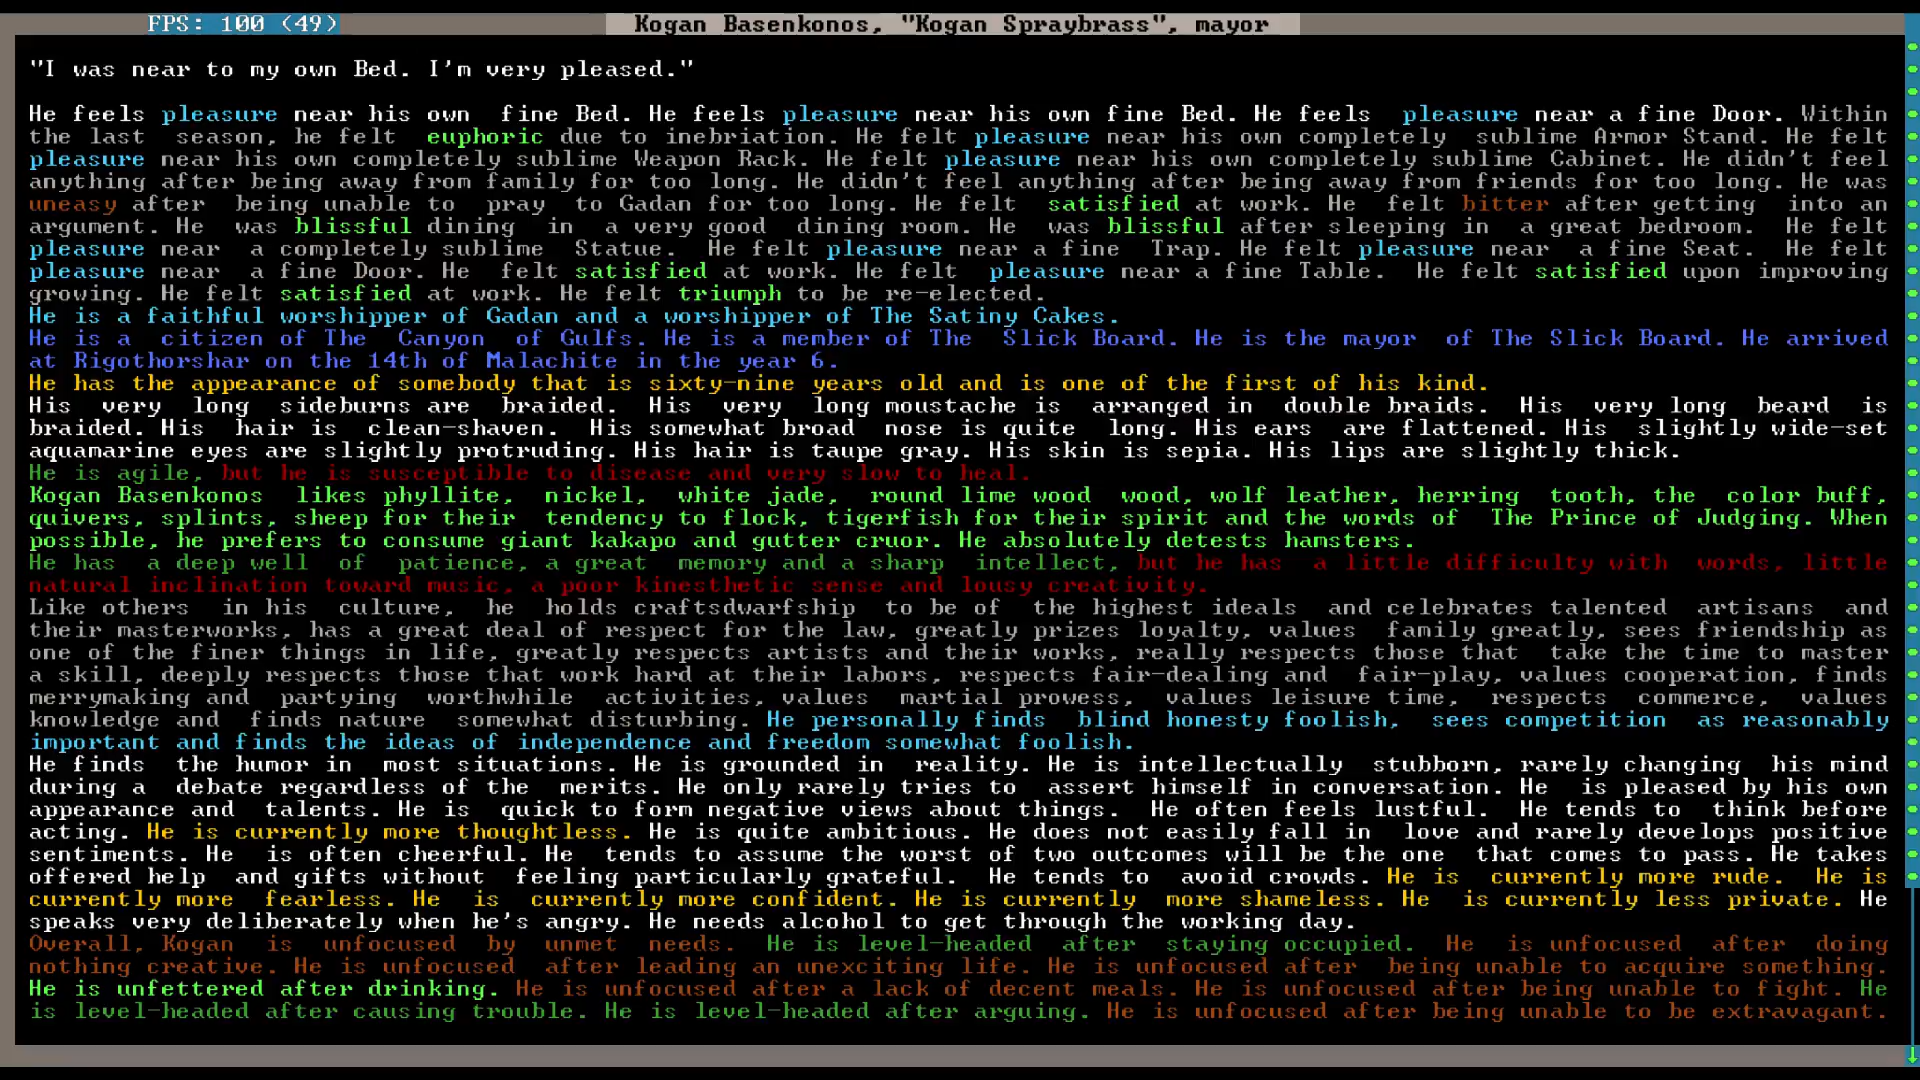 FPS: 100 (49)
Kogan Basenkonos, "Kogan Spraybrass", mayor
"I was near to my own Bed. I'm very pleased."
He feels pleasure near his own fine Bed. He feels pleasure near his own fine Bed. He feels pleasure near a fine Door. Within
the last season, he felt euphoric due to inebriation. He felt pleasure near his own completely sublime Armor Stand. He felt
pleasure near his own completely sublime Weapon Rack. He felt pleasure near his own completely sublime Cabinet. He didn't feel
anything after being away from family for too long. He didn't feel anything after being away from friends for too long. He was
uneasy after being unable to pray to Gadan for too long. He felt satisfied at work. He felt bitter after getting into an
argument. He was blissful dining in a very good dining room. He was blissful after sleeping in a great bedroom. He felt
pleasure near a completely sublime Statue. He felt pleasure near a fine Trap. He felt pleasure near a fine Seat. He felt
pleasure near a fine Door. He felt satisfied at work. He felt pleasure near a fine Table. He felt satisfied upon improving
growing. He felt satisfied at work. He felt triumph to be re-elected.
He is a faithful worshipper of Gadan and a worshipper of The Satiny Cakes.
He is a citizen of The Canyon of Gulfs. He is a member of The Slick Board. He is the mayor of The Slick Board. He arrived
at Rigothorshar on the 14th of Malachite in the year 6.
He has the appearance of somebody that is sixty-nine years old and is one of the first of his kind.
His very long sideburns are braided. His very long moustache is arranged in double braids. His very long beard is
braided. His hair is clean-shaven. His somewhat broad nose is quite long. His ears are flattened. His slightly wide-set
aquamarine eyes are slightly protruding. His hair is taupe gray. His skin is sepia. His lips are slightly thick.
He is agile, but he is susceptible to disease and very slow to heal.
Kogan Basenkonos likes phyllite, nickel, white jade, round lime wood wood, wolf leather, herring tooth, the color buff,
quivers, splints, sheep for their tendency to flock, tigerfish for their spirit and the words of The Prince of Judging. When
possible, he prefers to consume giant kakapo and gutter cruor. He absolutely detests hamsters.
He has a deep well of patience, a great memory and a sharp intellect, but he has a little difficulty with words, little
natural inclination toward music, a poor kinesthetic sense and lousy creativity.
Like others in his culture, he holds craftsdwarfship to be of the highest ideals and celebrates talented artisans and
their masterworks, has a great deal of respect for the law, greatly prizes loyalty, values family greatly, sees friendship as
one of the finer things in life, greatly respects artists and their works, really respects those that take the time to master
a skill, deeply respects those that work hard at their labors, respects fair-dealing and fair-play, values cooperation, finds
merrymaking and partying worthwhile activities, values martial prowess, values leisure time, respects commerce, values
knowledge and finds nature somewhat disturbing. He personally finds blind honesty foolish, sees competition as reasonably
important and finds the ideas of independence and freedom somewhat foolish.
He finds the humor in most situations. He is grounded in reality. He is intellectually stubborn, rarely changing his mind
during a debate regardless of the merits. He only rarely tries to assert himself in conversation. He is pleased by his own
appearance and talents. He is quick to form negative views about things. He often feels lustful. He tends to think before
acting. He is currently more thoughtless. He is quite ambitious. He does not easily fall in love and rarely develops positive
sentiments. He is often cheerful. He tends to assume the worst of two outcomes will be the one that comes to pass. He takes
offered help and gifts without feeling particularly grateful. He tends to avoid crowds. He is currently more rude. He is
currently more fearless. He is currently more confident. He is currently more shameless. He is currently less private. He
speaks very deliberately when he's angry. He needs alcohol to get through the working day.
Overall, Kogan is unfocused by unmet needs. He is level-headed after staying occupied. He is unfocused after doing
nothing creative. He is unfocused after leading an unexciting life. He is unfocused after being unable to acquire something.
He is unfettered after drinking. He is unfocused after a lack of decent meals. He is unfocused after being unable to fight. He
is level-headed after causing trouble. He is level-headed after arguing. He is unfocused after being unable to be extravagant.